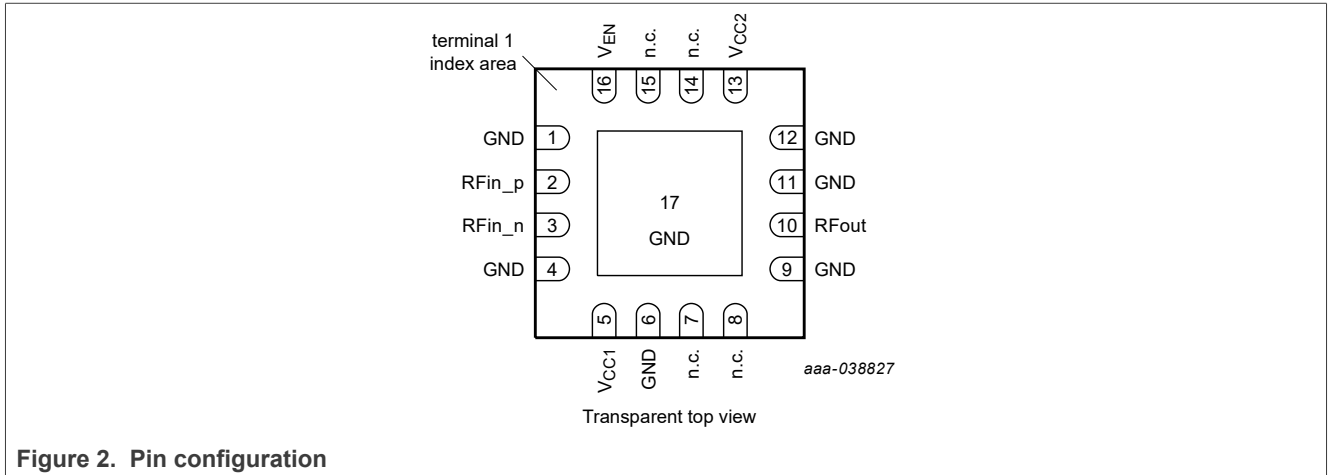 terminal 1
index area
VEN
n.c.
n.c.
VCC2
16
15
14
13
GND 1
RFin_p 2
RFin_n 3
GND 4
12 GND
11 GND
10 RFout
9 GND
17
GND
5
6
7
8
VCC1
GND
n.c.
n.c.
aaa-038827
Transparent top view
Figure 2. Pin configuration